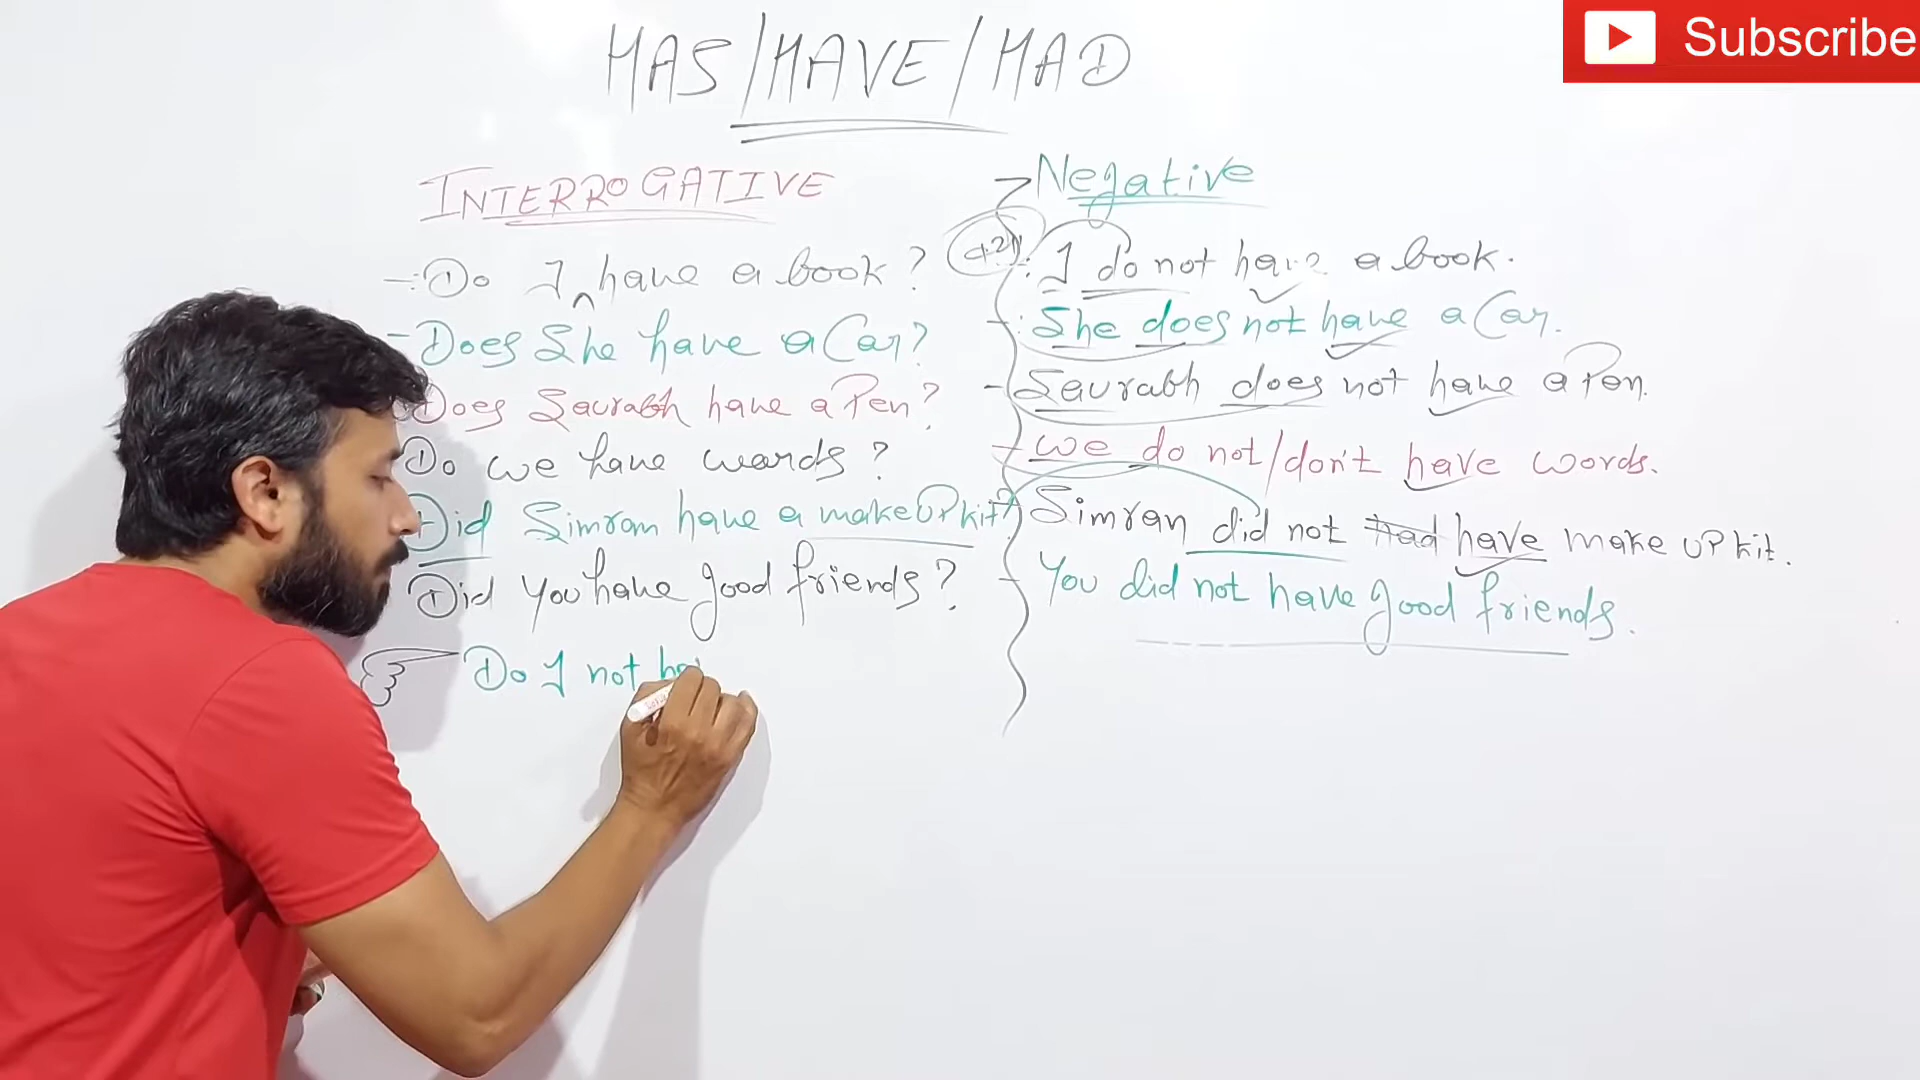 Subscribe
HAS/HAVE/HAD
INTERROGATIVE
Do I have a book?
Does She have a Car?
Does Saurabh have a Pen?
Do we have words?
Did Simran have a makeUP kit?
Did you have good friends?
Do I not ha
Negative
I do not have a book.
She does not have a Car.
Saurabh does not have a Pen.
we do not/don't have words.
Simran did not had have make UP kit.
You did not have good friends.